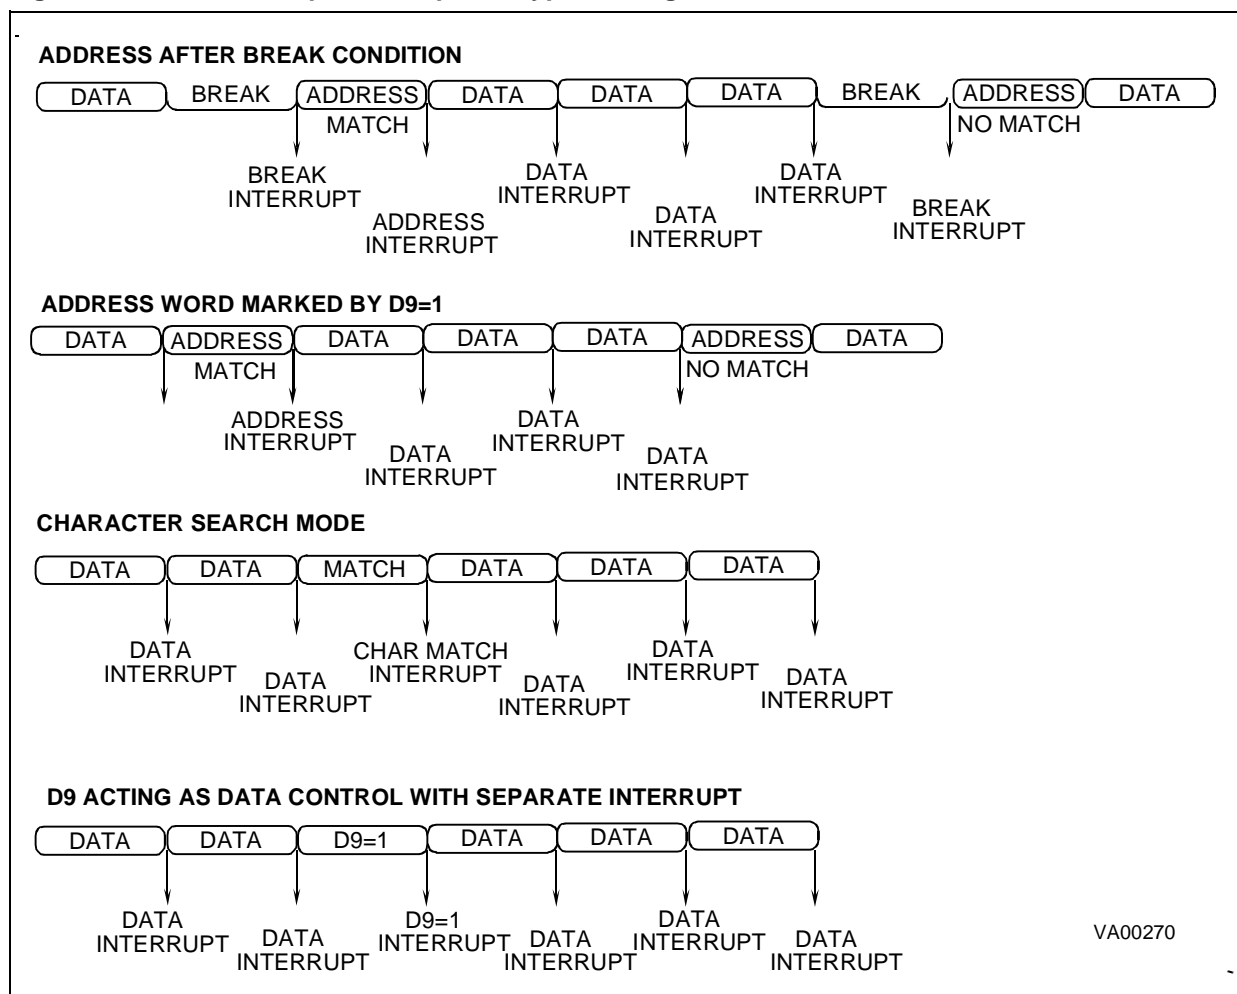 ADDRESS AFTER BREAK CONDITION
DATA BREAK ADDRESS DATA DATA DATA BREAK ADDRESS DATA
MATCH NO MATCH
BREAK
INTERRUPT
DATA
INTERRUPT
DATA
INTERRUPT
ADDRESS
INTERRUPT
DATA
INTERRUPT
BREAK
INTERRUPT
ADDRESS WORD MARKED BY D9=1
DATA ADDRESS DATA DATA DATA ADDRESS DATA
MATCH NO MATCH
ADDRESS
INTERRUPT
DATA
INTERRUPT
DATA
INTERRUPT
DATA
INTERRUPT
CHARACTER SEARCH MODE
DATA DATA MATCH DATA DATA DATA
DATA
INTERRUPT
DATA
INTERRUPT
CHAR MATCH
INTERRUPT
DATA
INTERRUPT
DATA
INTERRUPT
DATA
INTERRUPT
D9 ACTING AS DATA CONTROL WITH SEPARATE INTERRUPT
DATA DATA D9=1 DATA DATA DATA
DATA
INTERRUPT
DATA
INTERRUPT
D9=1
INTERRUPT
DATA
INTERRUPT
DATA
INTERRUPT
DATA
INTERRUPT
VA00270